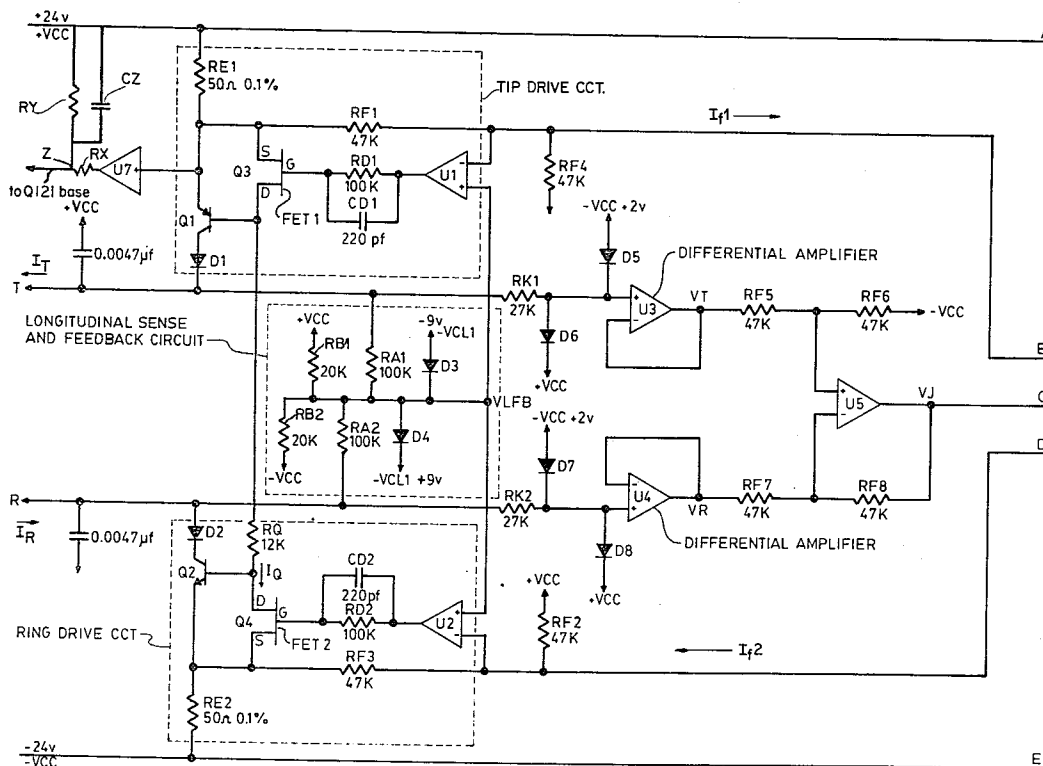 +24v
+VCC
A
RE1
50Ω 0.1%
CZ
RY
TIP DRIVE CCT.
RF1
47K
If1
Z
RX
U7
+
to Q121 base
+VCC
Q3
S
G
D
RD1
100K
U1
-
+
RF4
47K
FET 1
CD1
220 pf
Q1
-VCC +2v
0.0047µf
D1
D5
DIFFERENTIAL AMPLIFIER
IT
T
RK1
27K
+
U3
-
VT
RF5
47K
RF6
47K
-VCC
LONGITUDINAL SENSE
AND FEEDBACK CIRCUIT
+VCC
-9v
-VCL1
D6
+VCC
RB1
20K
RA1
100K
D3
B
VLFB
+
U5
-
VJ
C
RB2
20K
RA2
100K
D4
-VCC +2v
D
-VCC
-VCL1 +9v
D7
-
U4
+
VR
RF7
47K
RF8
47K
R
RK2
27K
IR
0.0047µf
D2
RQ
12K
D8
+VCC
DIFFERENTIAL AMPLIFIER
Q2
IQ
CD2
220pf
+VCC
D
G
Q4
S
RD2
100K
U2
+
-
RF2
47K
RING DRIVE CCT
FET 2
RF3
47K
If2
RE2
50Ω 0.1%
-24v
-VCC
E